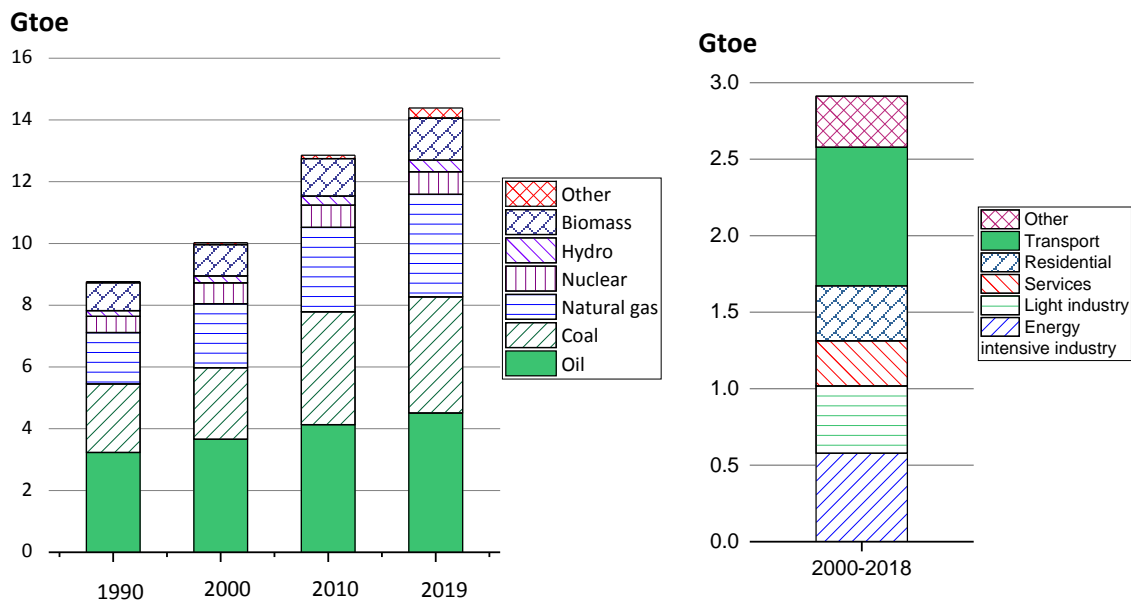 Gtoe
16
14
12
10
8
6
4
2
0
1990
2000
2010
2019
Other
Biomass
Hydro
Nuclear
Natural gas
Coal
Oil
Gtoe
3.0
2.5
2.0
1.5
1.0
0.5
0.0
2000-2018
Other
Transport
Residential
Services
Light industry
Energy
intensive industry